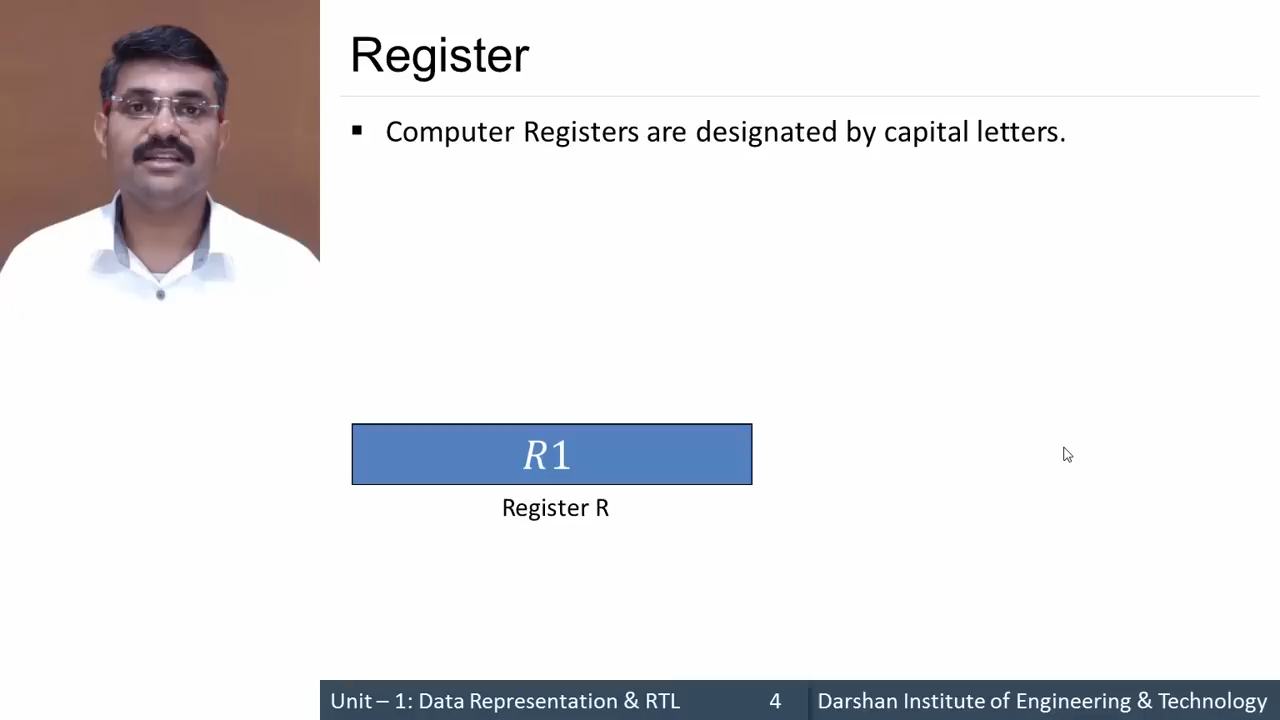 Register
▪ Computer Registers are designated by capital letters.
R1
Register R
Unit – 1: Data Representation & RTL 4 Darshan Institute of Engineering & Technology